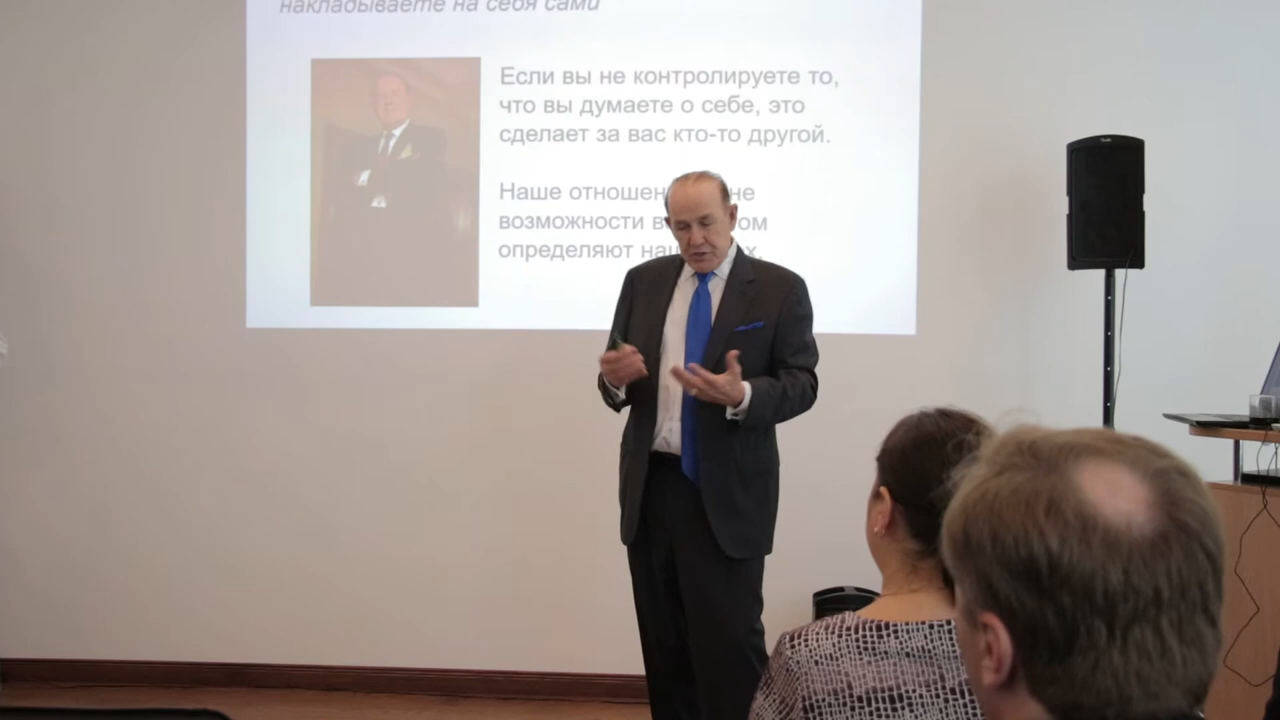 накладываете на себя сами
Если вы не контролируете то,
что вы думаете о себе, это
сделает за вас кто-то другой.
Наше не
возможности
определяют